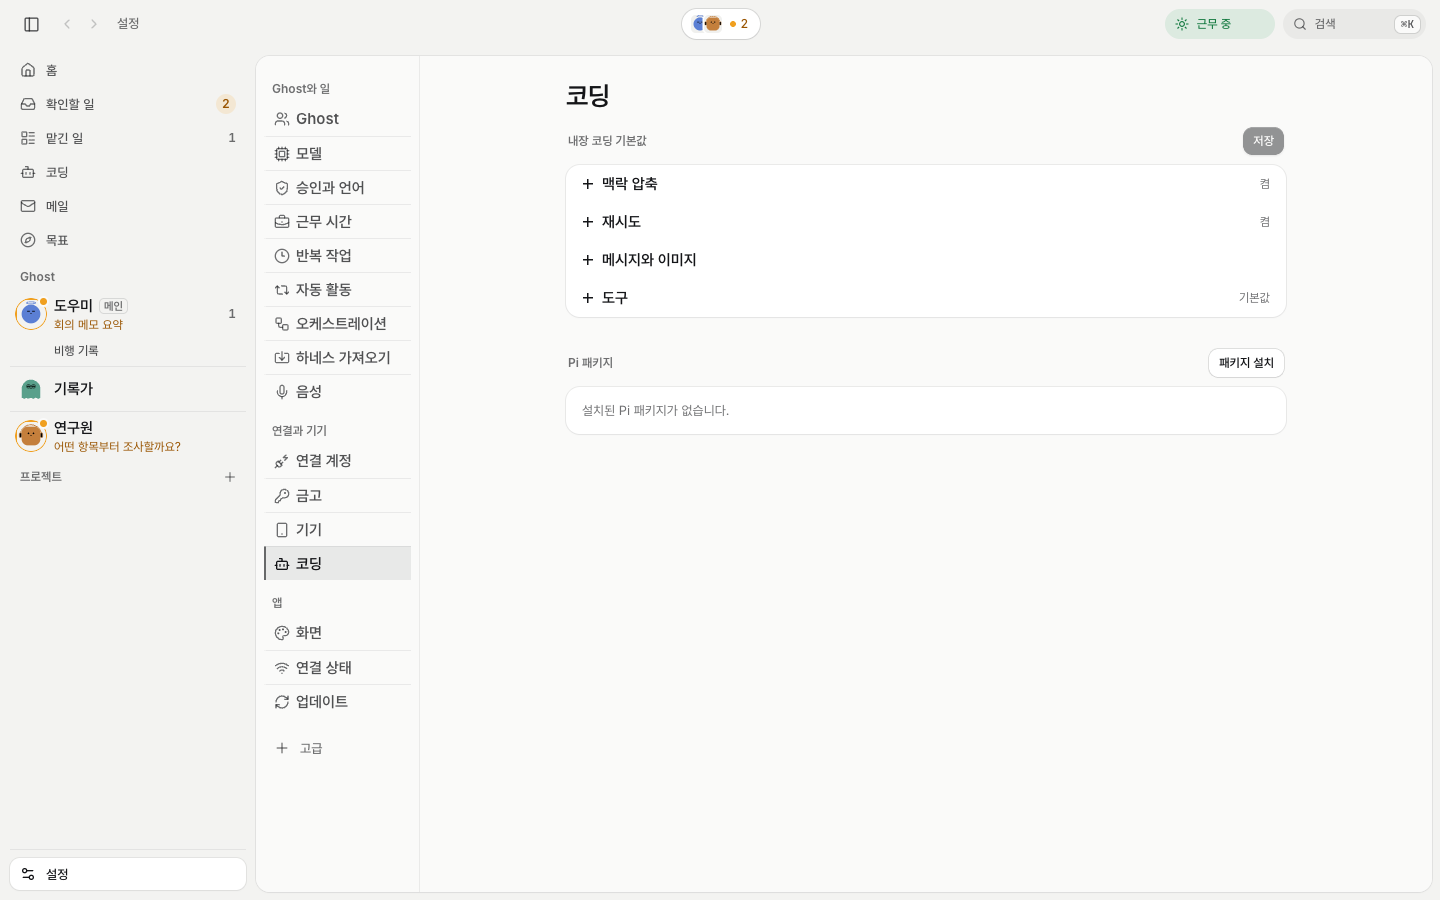 설정
2
근무 중
검색
⌘K
홈
확인할 일
2
맡긴 일
1
코딩
메일
목표
Ghost
도우미
메인
회의 메모 요약
1
비행 기록
기록가
연구원
어떤 항목부터 조사할까요?
프로젝트
설정
Ghost와 일
Ghost
모델
승인과 언어
근무 시간
반복 작업
자동 활동
오케스트레이션
하네스 가져오기
음성
연결과 기기
연결 계정
금고
기기
코딩
앱
화면
연결 상태
업데이트
고급
코딩
내장 코딩 기본값
저장
맥락 압축
켬
재시도
켬
메시지와 이미지
도구
기본값
Pi 패키지
패키지 설치
설치된 Pi 패키지가 없습니다.